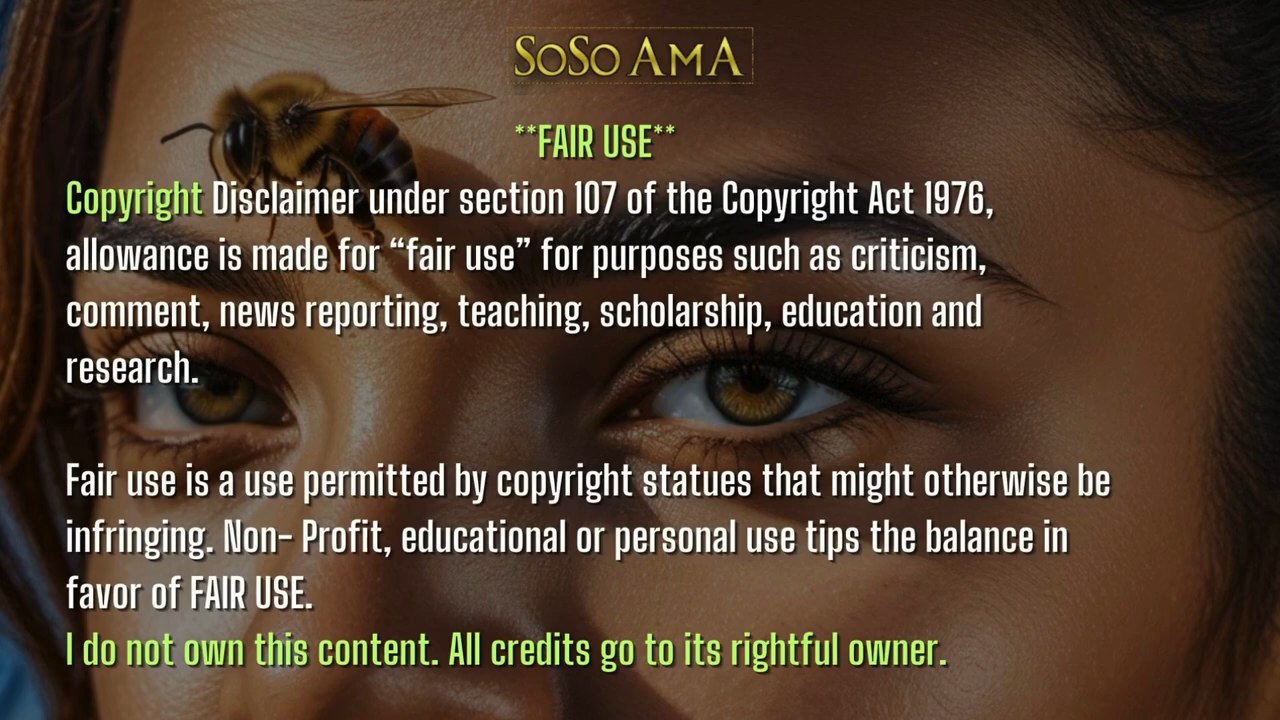 SoSo AmA
**FAIR USE**
Copyright Disclaimer under section 107 of the Copyright Act 1976,
allowance is made for “fair use” for purposes such as criticism,
comment, news reporting, teaching, scholarship, education and
research.
Fair use is a use permitted by copyright statues that might otherwise be
infringing. Non- Profit, educational or personal use tips the balance in
favor of FAIR USE.
I do not own this content. All credits go to its rightful owner.